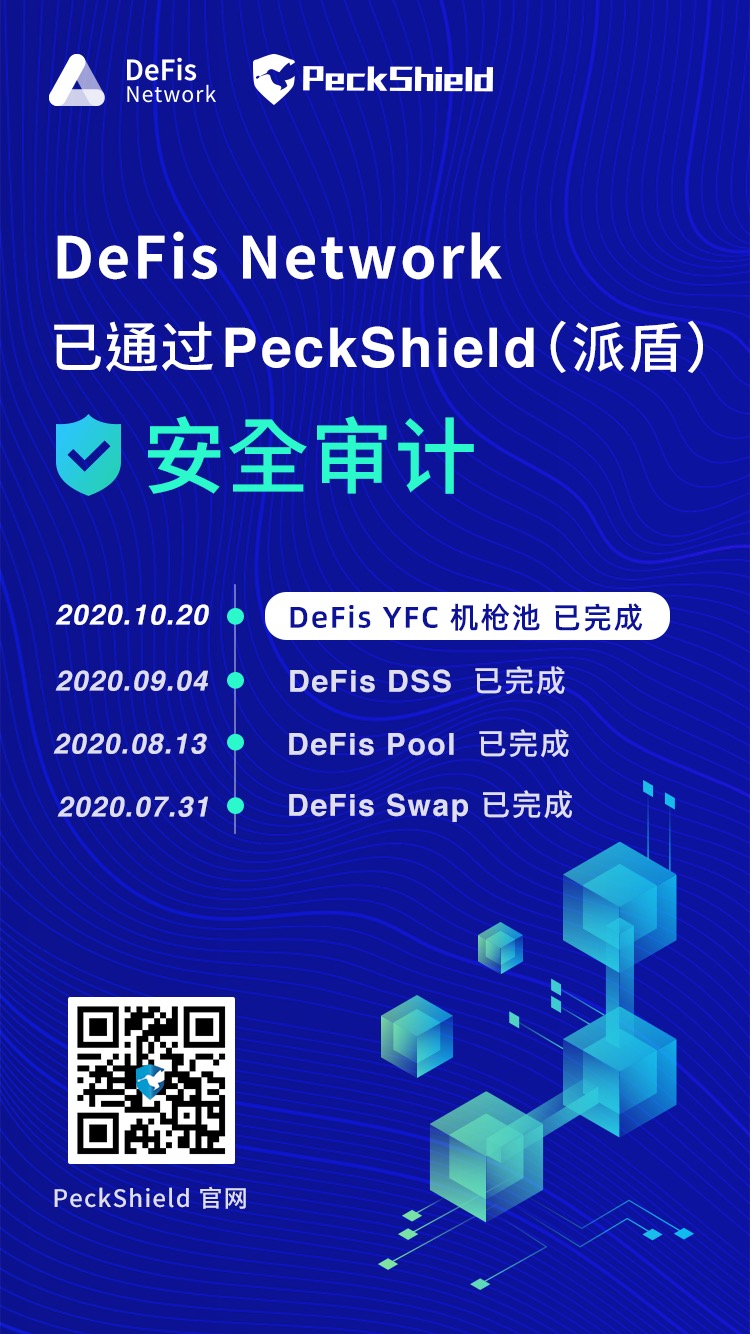 DeFis
Network
PeckShield
DeFis Network
已通过PeckShield（派盾）
安全审计
2020.10.20 DeFis YFC 机枪池 已完成
2020.09.04 DeFis DSS 已完成
2020.08.13 DeFis Pool 已完成
2020.07.31 DeFis Swap 已完成
PeckShield 官网